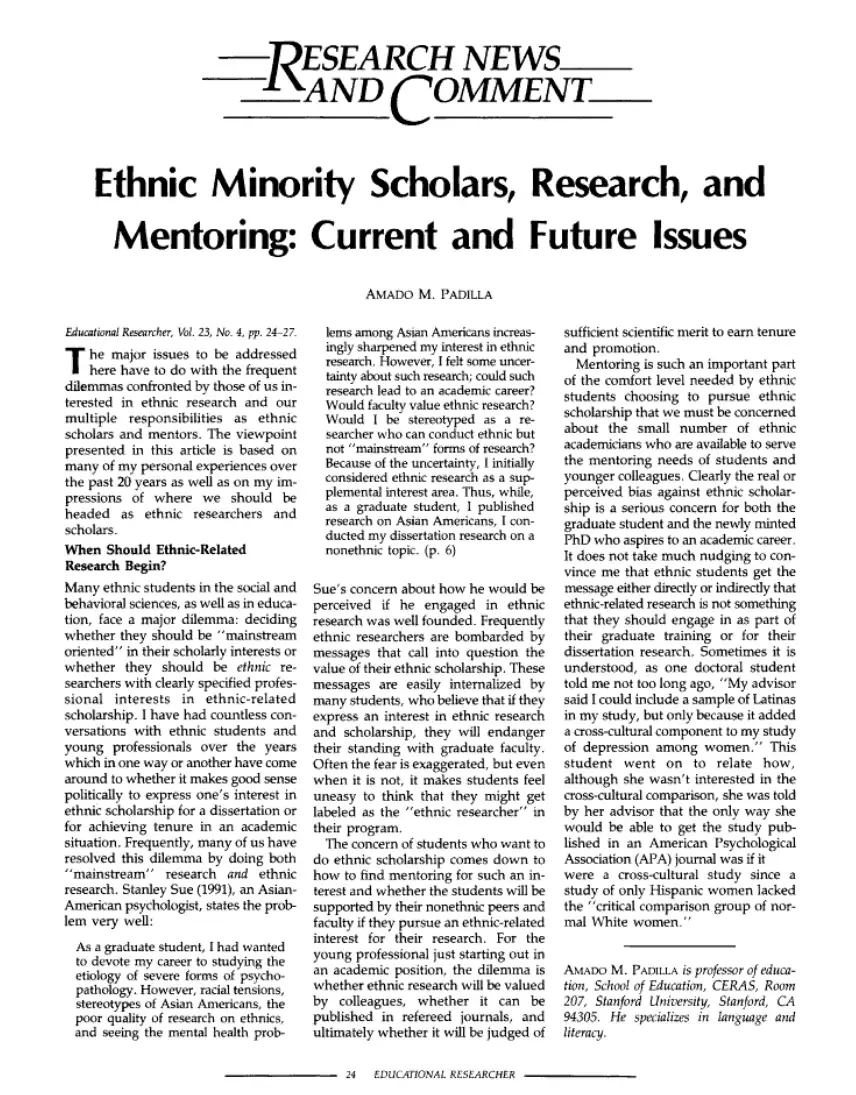 RESEARCH NEWS
AND COMMENT
Ethnic Minority Scholars, Research, and
Mentoring: Current and Future Issues
AMADO M. PADILLA
Educational Researcher, Vol. 23, No. 4, pp. 24–27.
The major issues to be addressed
here have to do with the frequent
dilemmas confronted by those of us in-
terested in ethnic research and our
multiple responsibilities as ethnic
scholars and mentors. The viewpoint
presented in this article is based on
many of my personal experiences over
the past 20 years as well as on my im-
pressions of where we should be
headed as ethnic researchers and
scholars.
When Should Ethnic-Related
Research Begin?
Many ethnic students in the social and
behavioral sciences, as well as in educa-
tion, face a major dilemma: deciding
whether they should be "mainstream
oriented" in their scholarly interests or
whether they should be ethnic re-
searchers with clearly specified profes-
sional interests in ethnic-related
scholarship. I have had countless con-
versations with ethnic students and
young professionals over the years
which in one way or another have come
around to whether it makes good sense
politically to express one's interest in
ethnic scholarship for a dissertation or
for achieving tenure in an academic
situation. Frequently, many of us have
resolved this dilemma by doing both
"mainstream" research and ethnic
research. Stanley Sue (1991), an Asian-
American psychologist, states the prob-
lem very well:
As a graduate student, I had wanted
to devote my career to studying the
etiology of severe forms of psycho-
pathology. However, racial tensions,
stereotypes of Asian Americans, the
poor quality of research on ethnics,
and seeing the mental health prob-
lems among Asian Americans increas-
ingly sharpened my interest in ethnic
research. However, I felt some uncer-
tainty about such research; could such
research lead to an academic career?
Would faculty value ethnic research?
Would I be stereotyped as a re-
searcher who can conduct ethnic but
not "mainstream" forms of research?
Because of the uncertainty, I initially
considered ethnic research as a sup-
plemental interest area. Thus, while,
as a graduate student, I published
research on Asian Americans, I con-
ducted my dissertation research on a
nonethnic topic. (p. 6)
Sue's concern about how he would be
perceived if he engaged in ethnic
research was well founded. Frequently
ethnic researchers are bombarded by
messages that call into question the
value of their ethnic scholarship. These
messages are easily internalized by
many students, who believe that if they
express an interest in ethnic research
and scholarship, they will endanger
their standing with graduate faculty.
Often the fear is exaggerated, but even
when it is not, it makes students feel
uneasy to think that they might get
labeled as the "ethnic researcher" in
their program.
The concern of students who want to
do ethnic scholarship comes down to
how to find mentoring for such an in-
terest and whether the students will be
supported by their nonethnic peers and
faculty if they pursue an ethnic-related
interest for their research. For the
young professional just starting out in
an academic position, the dilemma is
whether ethnic research will be valued
by colleagues, whether it can be
published in refereed journals, and
ultimately whether it will be judged of
sufficient scientific merit to earn tenure
and promotion.
Mentoring is such an important part
of the comfort level needed by ethnic
students choosing to pursue ethnic
scholarship that we must be concerned
about the small number of ethnic
academicians who are available to serve
the mentoring needs of students and
younger colleagues. Clearly the real or
perceived bias against ethnic scholar-
ship is a serious concern for both the
graduate student and the newly minted
PhD who aspires to an academic career.
It does not take much nudging to con-
vince me that ethnic students get the
message either directly or indirectly that
ethnic-related research is not something
that they should engage in as part of
their graduate training or for their
dissertation research. Sometimes it is
understood, as one doctoral student
told me not too long ago, "My advisor
said I could include a sample of Latinas
in my study, but only because it added
a cross-cultural component to my study
of depression among women." This
student went on to relate how,
although she wasn't interested in the
cross-cultural comparison, she was told
by her advisor that the only way she
would be able to get the study pub-
lished in an American Psychological
Association (APA) journal was if it
were a cross-cultural study since a
study of only Hispanic women lacked
the "critical comparison group of nor-
mal White women."
AMADO M. PADILLA is professor of educa-
tion, School of Education, CERAS, Room
207, Stanford University, Stanford, CA
94305. He specializes in language and
literacy.
24 EDUCATIONAL RESEARCHER